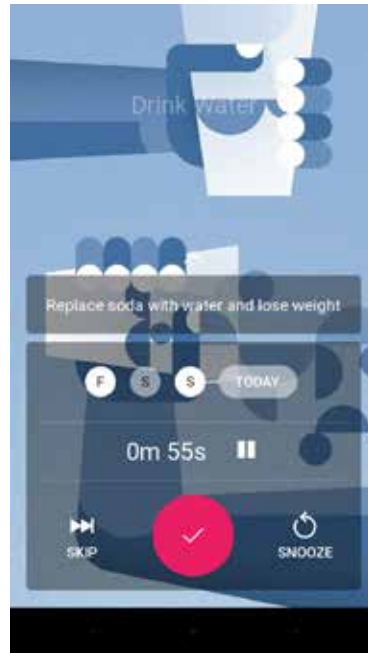 Drink Water
Replace soda with water and lose weight
F S S TODAY
0m 55s
SKIP
SNOOZE